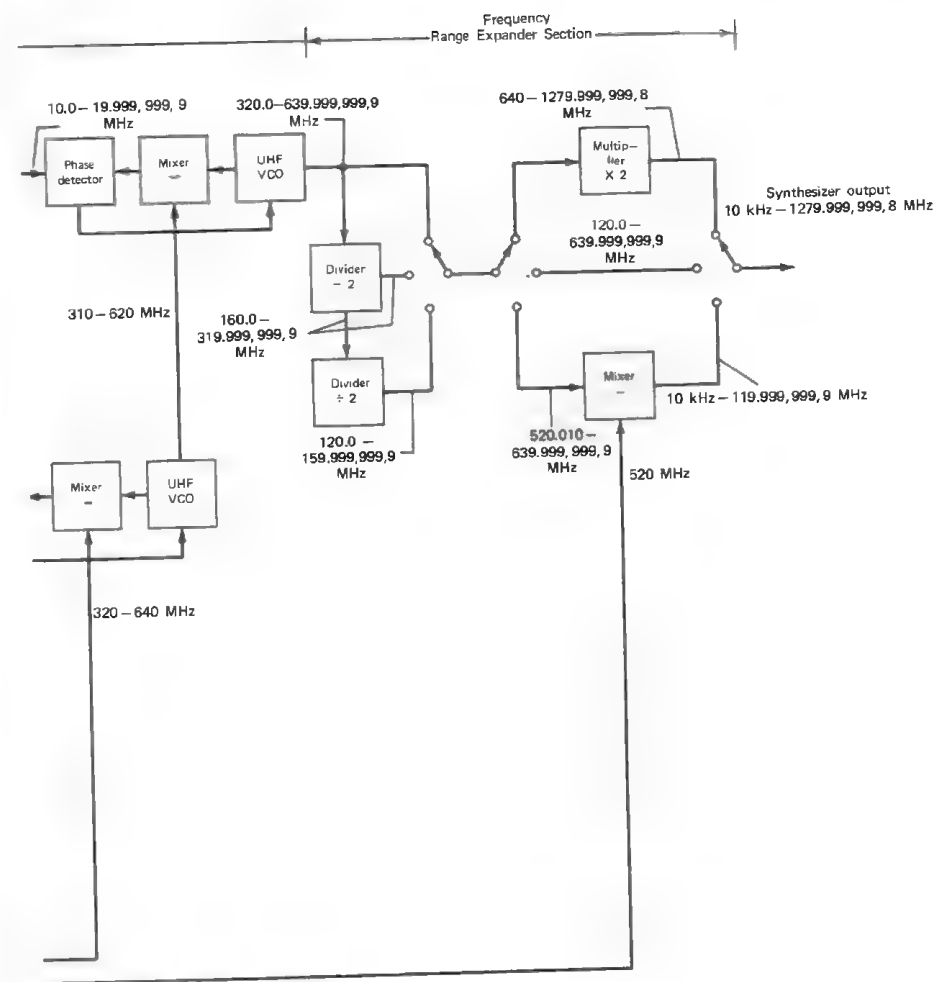 Frequency
Range Expander Section
10.0–19.999, 999, 9
MHz
320.0–639.999,999,9
MHz
640–1279.999,999,8
MHz
Phase
detector
Mixer
–
UHF
VCO
Multip-
lier
X 2
Synthesizer output
10 kHz–1279.999,999,8 MHz
120.0–
639.999,999,9
MHz
Divider
÷ 2
310–620 MHz
160.0–
319.999,999,9
MHz
Divider
÷ 2
Mixer
–
10 kHz–119.999,999,9 MHz
120.0–
159.999,999,9
MHz
520.010–
639.999,999,9
MHz
520 MHz
Mixer
–
UHF
VCO
320–640 MHz